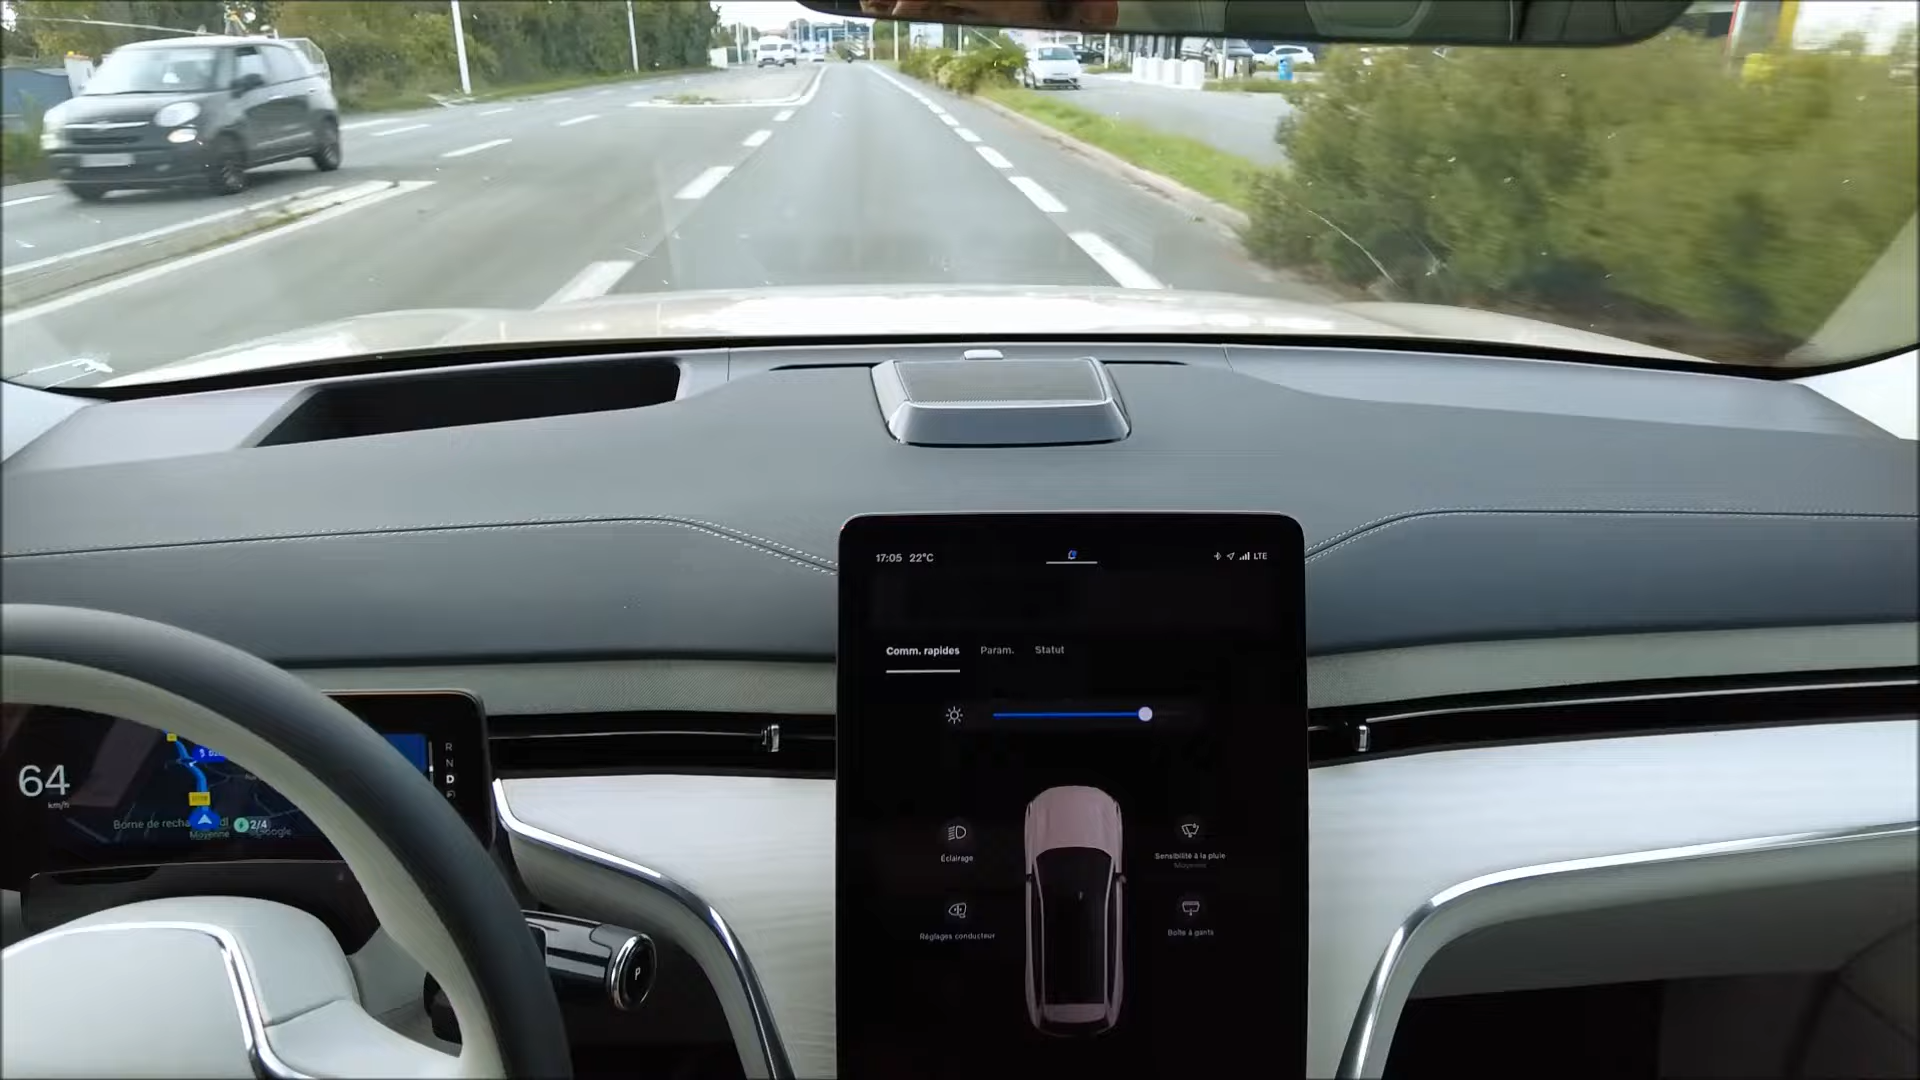 17:05 22°C
LTE
Comm. rapides Param. Statut
Éclairage
Sensibilité à la pluie
Moyenne
Réglages conducteur
Boîte à gants
64
km/h
Borne de recha
2/4
Moyenne
Google
R
N
D
P
P